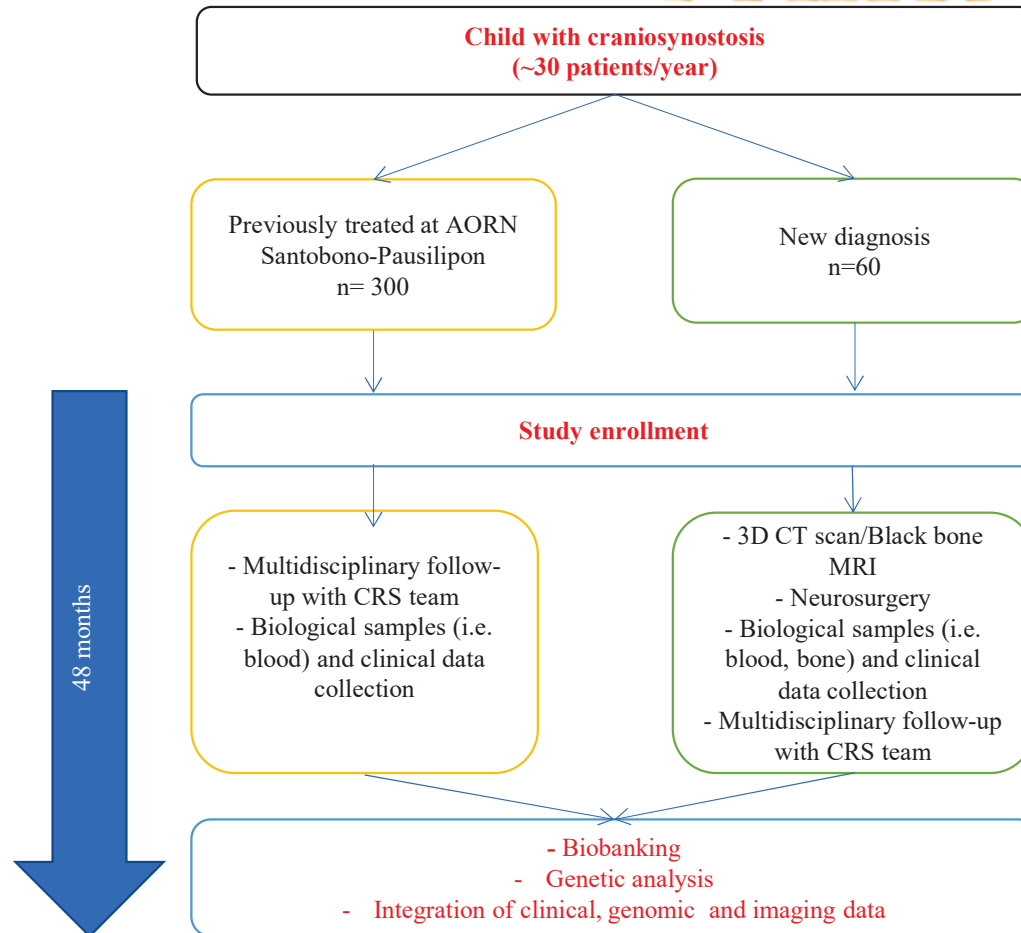 Child with craniosynostosis
(~30 patients/year)
Previously treated at AORN
Santobono-Pausilipon
n= 300
New diagnosis
n=60
Study enrollment
48 months
- Multidisciplinary follow-
up with CRS team
- Biological samples (i.e.
blood) and clinical data
collection
- 3D CT scan/Black bone
MRI
- Neurosurgery
- Biological samples (i.e.
blood, bone) and clinical
data collection
- Multidisciplinary follow-up
with CRS team
- Biobanking
- Genetic analysis
- Integration of clinical, genomic and imaging data